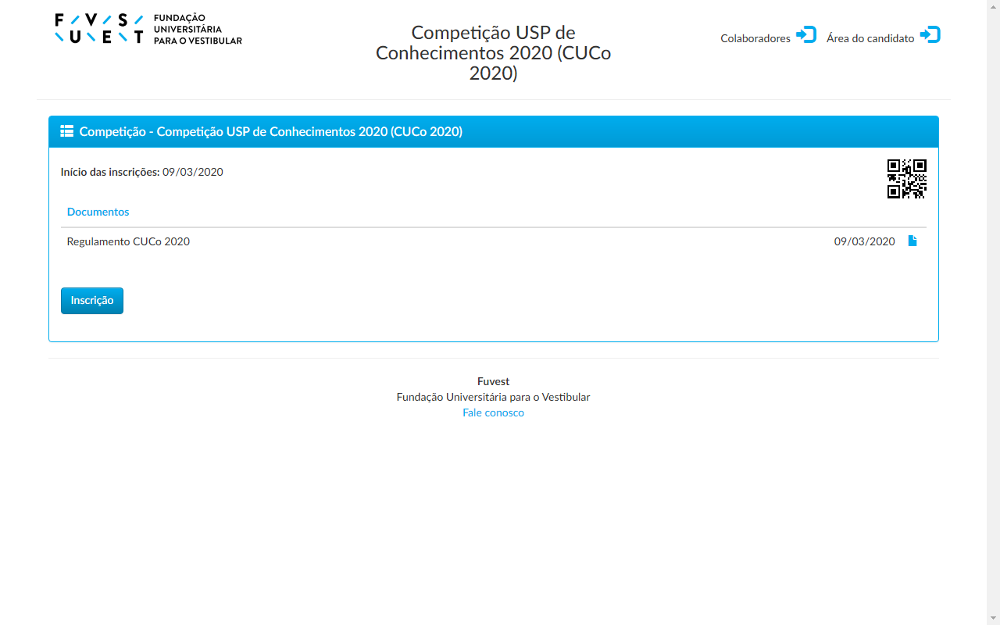 FUVEST
FUNDAÇÃO
UNIVERSITÁRIA
PARA O VESTIBULAR
Competição USP de
Conhecimentos 2020 (CUCo
2020)
Colaboradores
Área do candidato
Competição - Competição USP de Conhecimentos 2020 (CUCo 2020)
Início das inscrições: 09/03/2020
Documentos
Regulamento CUCo 2020 09/03/2020
Inscrição
Fuvest
Fundação Universitária para o Vestibular
Fale conosco